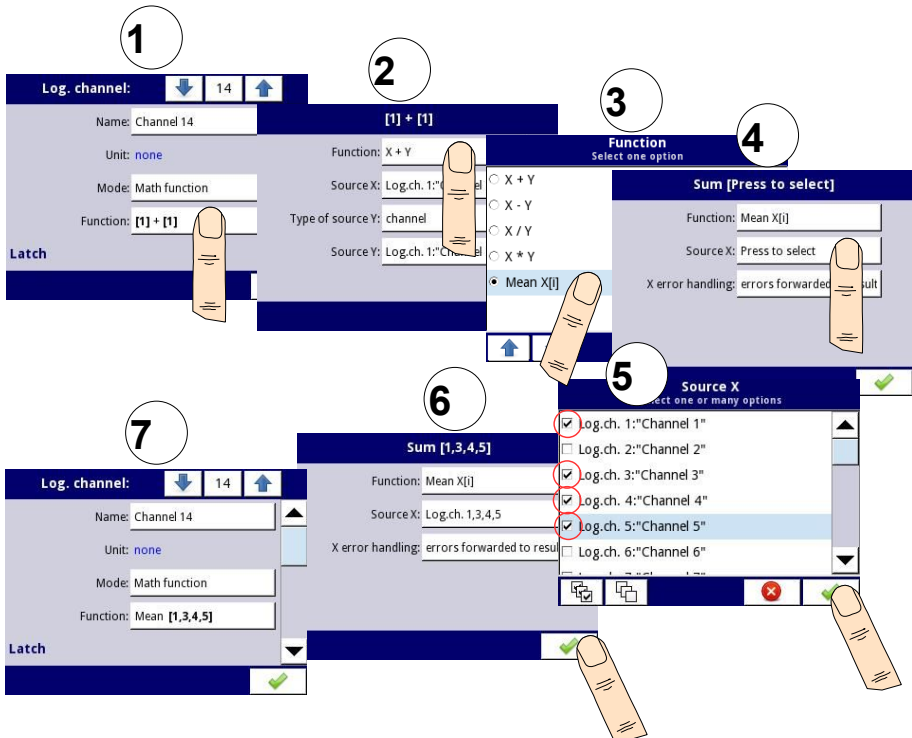 1
Log. channel:
14
Name: Channel 14
Unit: none
Mode: Math function
Function: [1] + [1]
Latch
2
[1] + [1]
Function: X + Y
Source X: Log.ch. 1:"
Type of source Y: channel
Source Y: Log.ch. 1:"Ch
3
Function
Select one option
X + Y
X - Y
X / Y
X * Y
Mean X[i]
4
Sum [Press to select]
Function: Mean X[i]
Source X: Press to select
X error handling: errors forwarded
5
Source X
ect one or many options
Log.ch. 1:"Channel 1"
Log.ch. 2:"Channel 2"
Log.ch. 3:"Channel 3"
Log.ch. 4:"Channel 4"
Log.ch. 5:"Channel 5"
Log.ch. 6:"Channel 6"
6
Sum [1,3,4,5]
Function: Mean X[i]
Source X: Log.ch. 1,3,4,5
X error handling: errors forwarded to resul
7
Log. channel:
14
Name: Channel 14
Unit: none
Mode: Math function
Function: Mean [1,3,4,5]
Latch